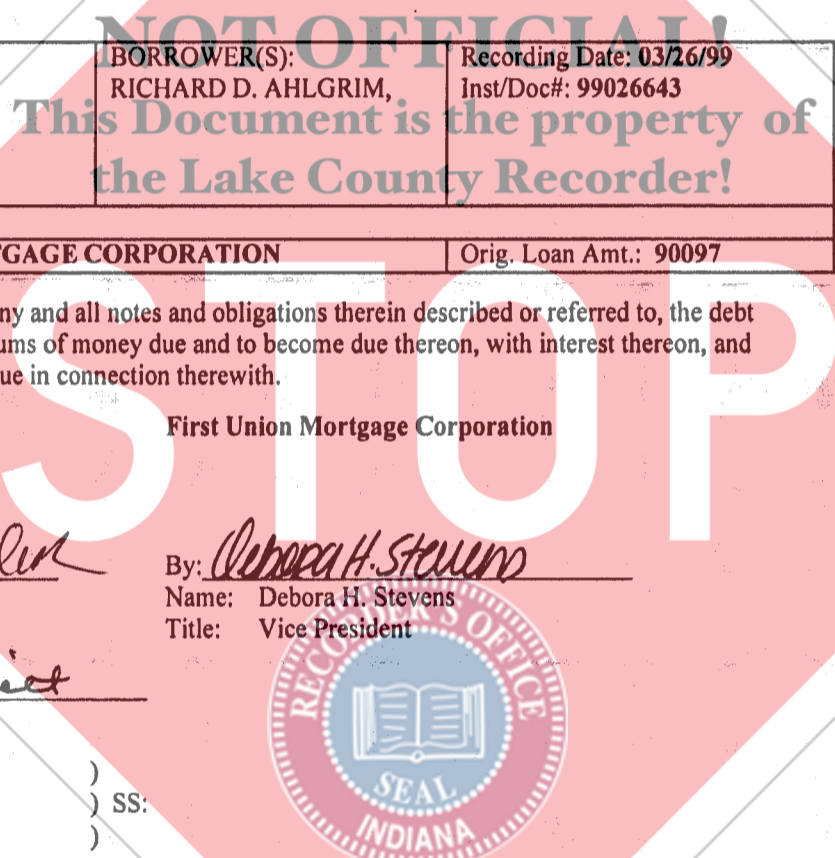 NOT OFFICIAL!
BORROWER(S):
RICHARD D. AHLGRIM,
Recording Date: 03/26/99
Inst/Doc#: 99026643
This Document is the property of
the Lake County Recorder!
GAGE CORPORATION
Orig. Loan Amt.: 90097
STOP
ny and all notes and obligations therein described or referred to, the debt
ums of money due and to become due thereon, with interest thereon, and
ue in connection therewith.
First Union Mortgage Corporation
By: Debora H. Stevens
Name: Debora H. Stevens
Title: Vice President
RECORDER'S OFFICE
SEAL
INDIANA
)
) SS:
)